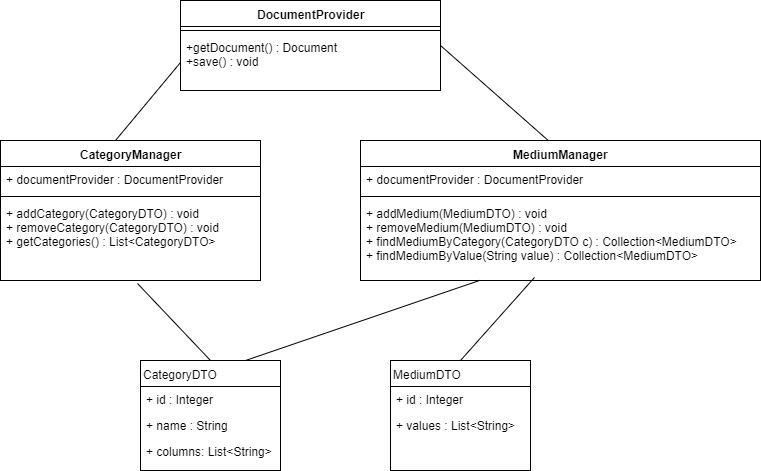 DocumentProvider
+getDocument() : Document
+save() : void
CategoryManager
+ documentProvider : DocumentProvider
+ addCategory(CategoryDTO) : void
+ removeCategory(CategoryDTO) : void
+ getCategories() : List<CategoryDTO>
MediumManager
+ documentProvider : DocumentProvider
+ addMedium(MediumDTO) : void
+ removeMedium(MediumDTO) : void
+ findMediumByCategory(CategoryDTO c) : Collection<MediumDTO>
+ findMediumByValue(String value) : Collection<MediumDTO>
CategoryDTO
+ id : Integer
+ name : String
+ columns: List<String>
MediumDTO
+ id : Integer
+ values : List<String>